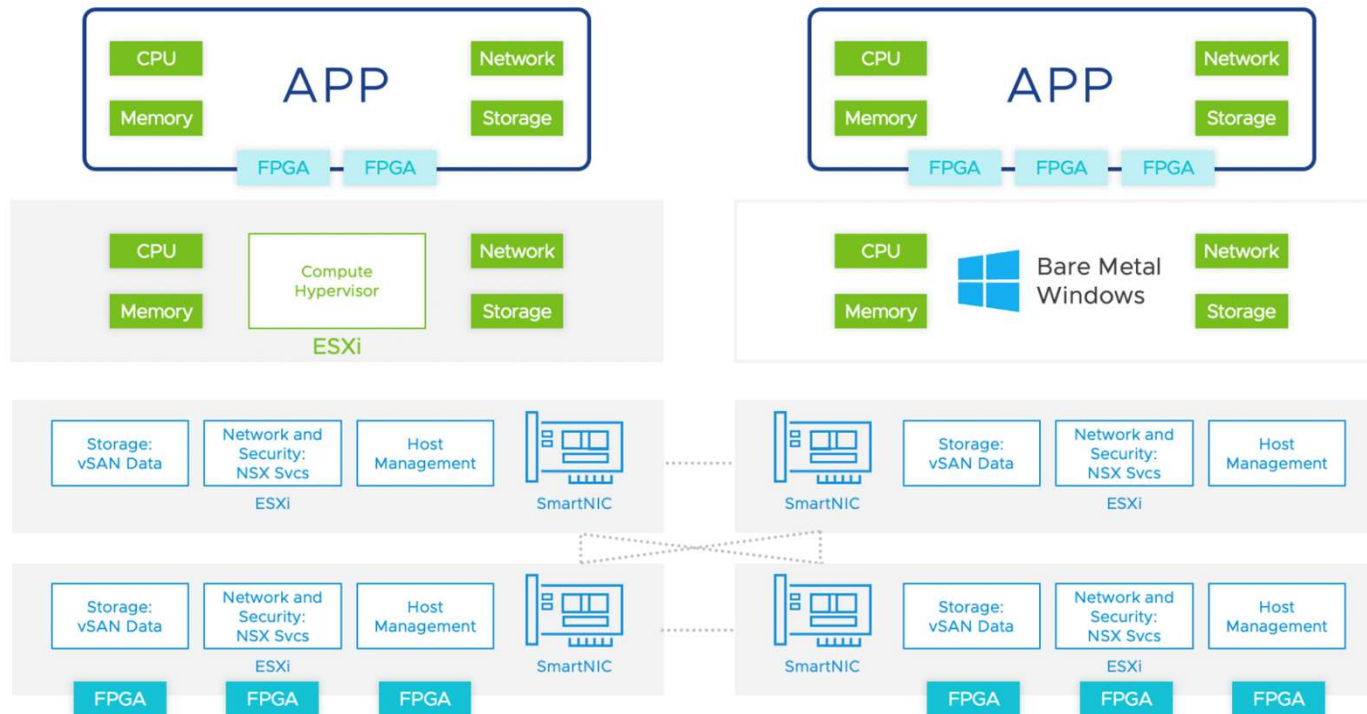 CPU
APP
Network
Memory
Storage
FPGA
FPGA
CPU
APP
Network
Memory
Storage
FPGA
FPGA
FPGA
CPU
Compute
Hypervisor
Network
Memory
Storage
ESXi
CPU
Bare Metal
Windows
Network
Memory
Storage
Storage:
vSAN Data
Network and
Security:
NSX Svcs
Host
Management
ESXi
SmartNIC
SmartNIC
Storage:
vSAN Data
Network and
Security:
NSX Svcs
Host
Management
ESXi
Storage:
vSAN Data
Network and
Security:
NSX Svcs
Host
Management
ESXi
SmartNIC
FPGA
FPGA
FPGA
SmartNIC
Storage:
vSAN Data
Network and
Security:
NSX Svcs
Host
Management
ESXi
FPGA
FPGA
FPGA